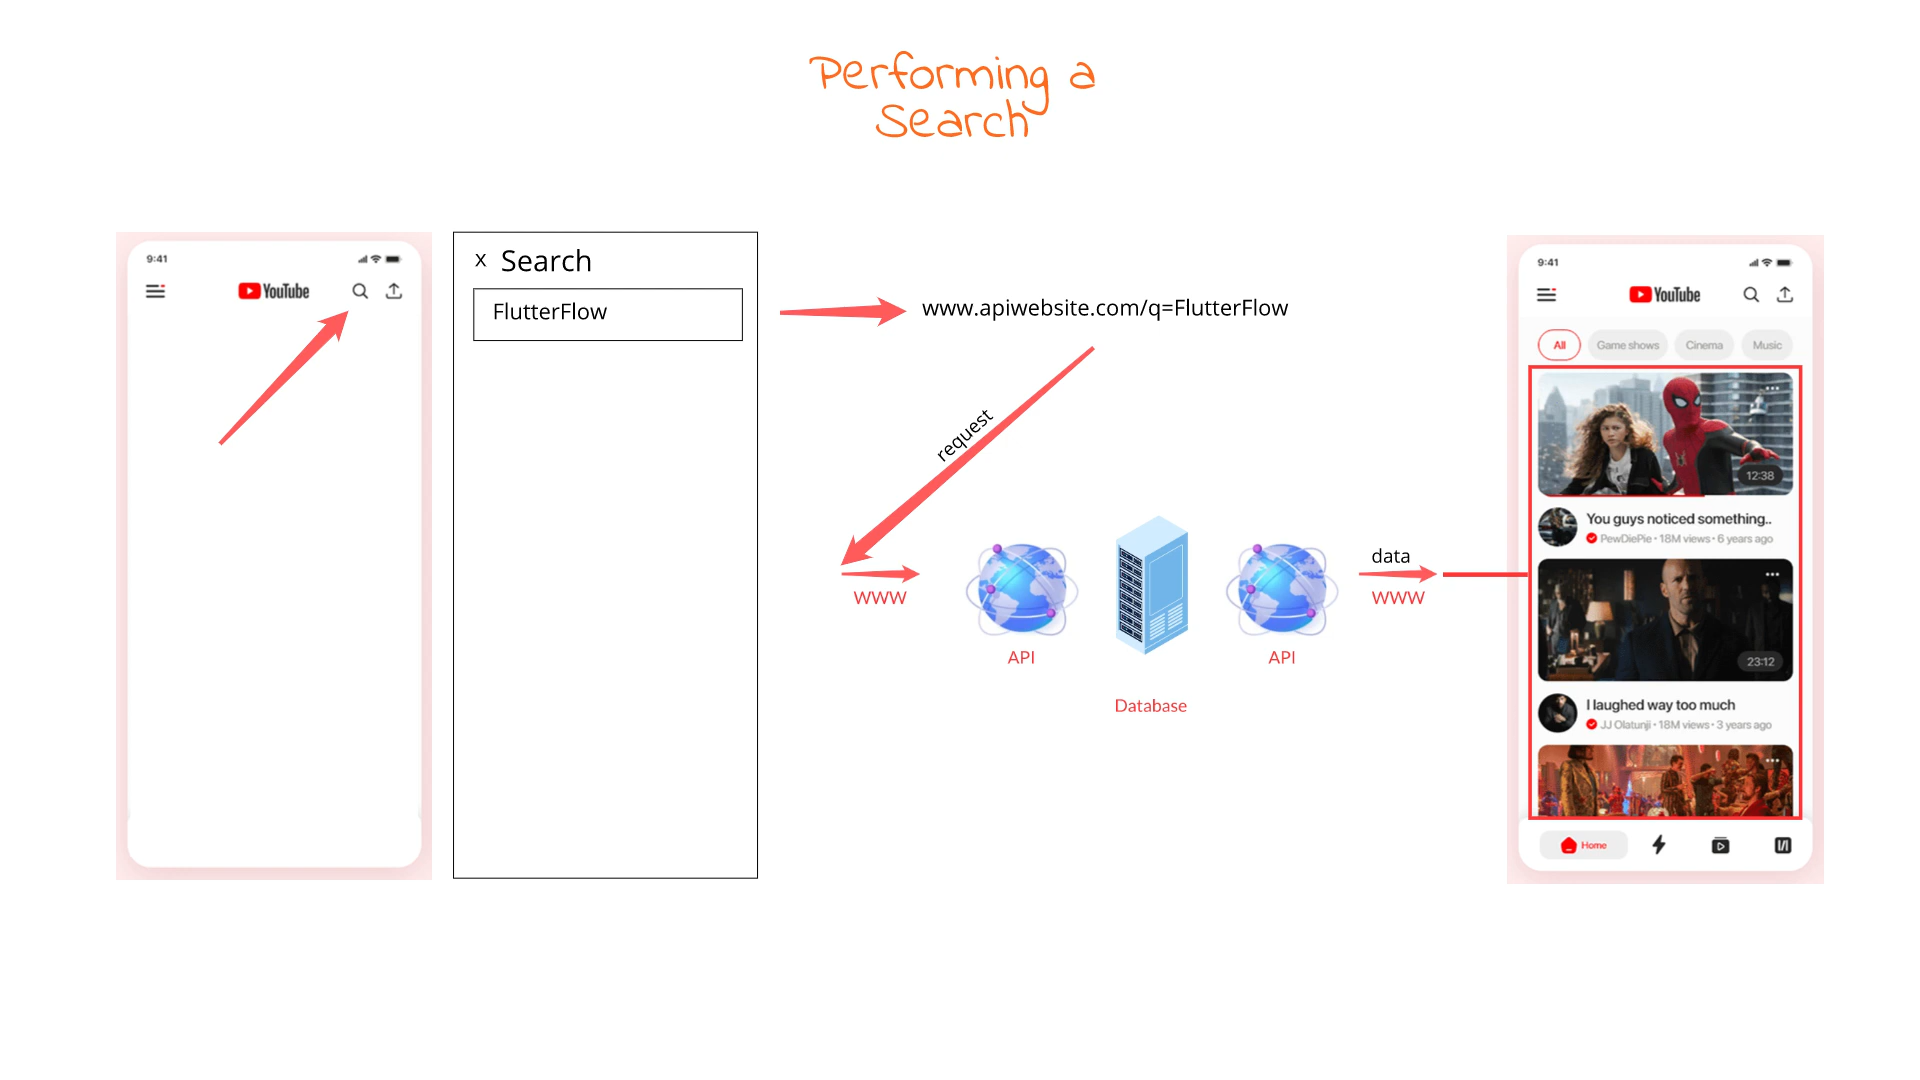 Performing a
Search
9:41
YouTube
x Search
FlutterFlow
www.apiwebsite.com/q=FlutterFlow
request
WWW
API
Database
API
data
WWW
9:41
YouTube
All Game shows Cinema Music
12:38
You guys noticed something..
PewDiePie • 18M views • 6 years ago
23:12
I laughed way too much
JJ Olatunji • 18M views • 3 years ago
Home